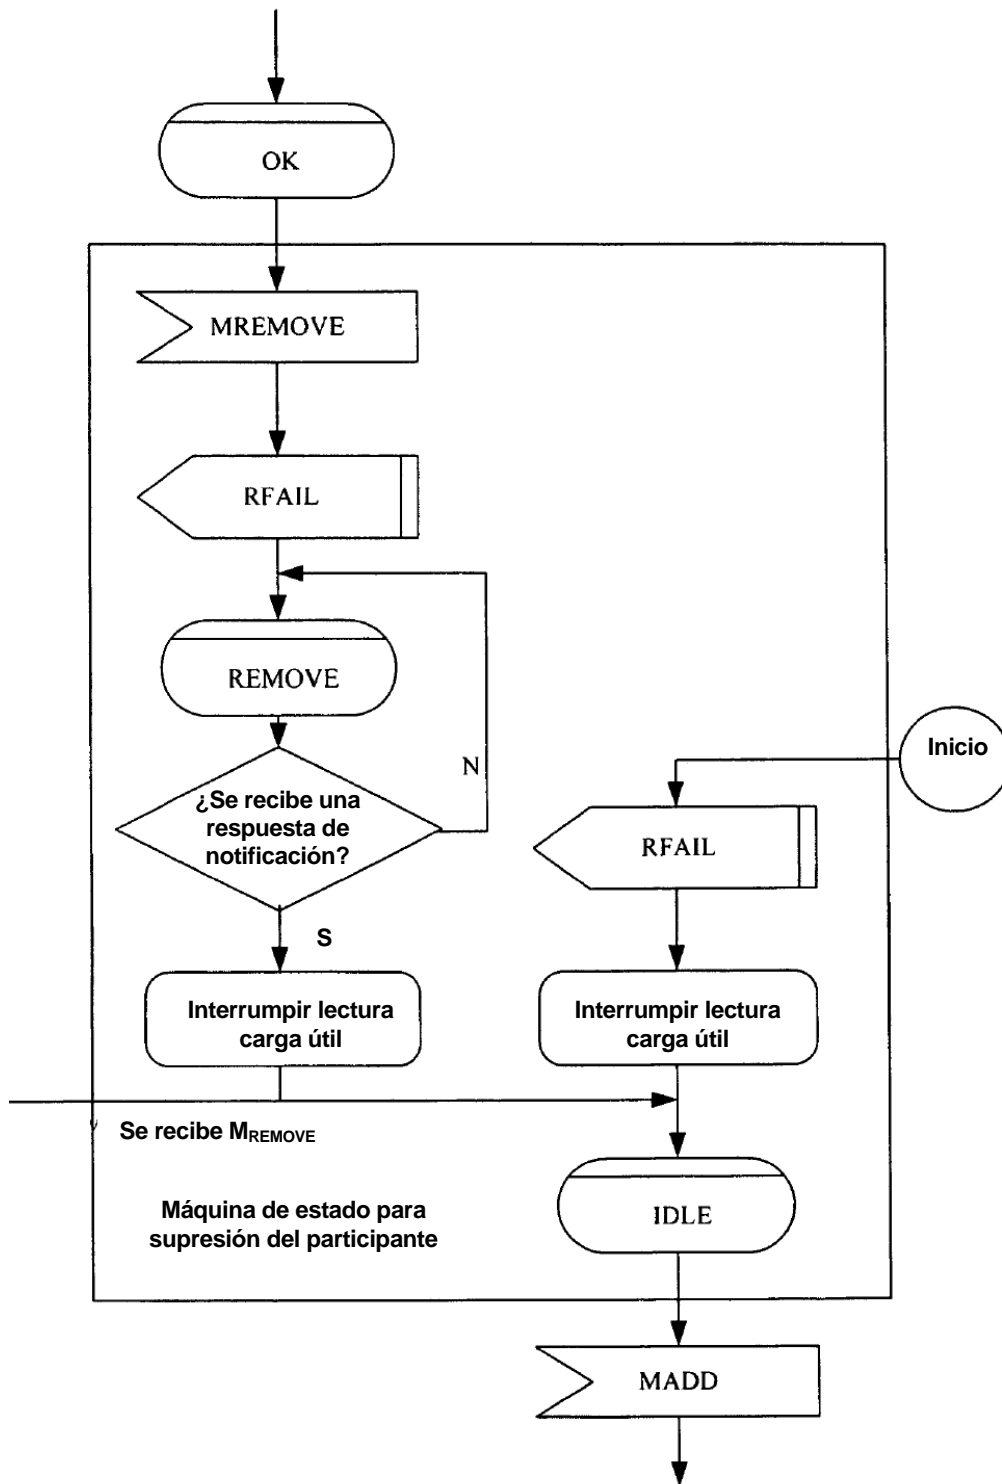 OK
MREMOVE
RFAIL
REMOVE
¿Se recibe una
respuesta de
notificación?
N
S
Interrumpir lectura
carga útil
Inicio
RFAIL
Interrumpir lectura
carga útil
Se recibe MREMOVE
Máquina de estado para
supresión del participante
IDLE
MADD